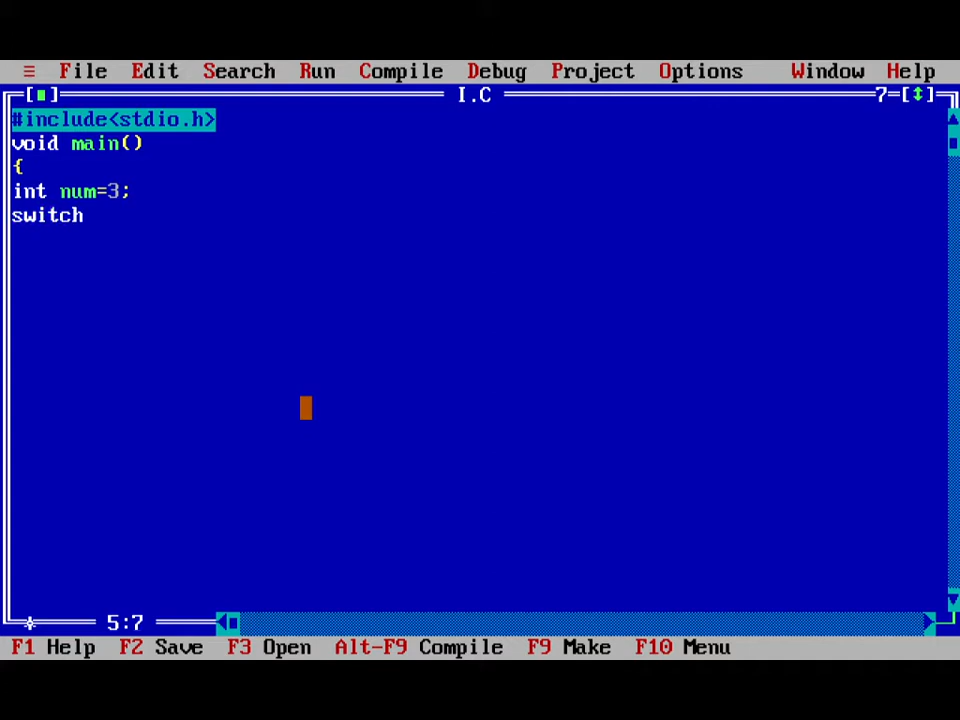 ≡ File Edit Search Run Compile Debug Project Options Window Help
[■] I.C 7=[↕]
#include<stdio.h>
void main()
{
int num=3;
switch
5:7
F1 Help F2 Save F3 Open Alt-F9 Compile F9 Make F10 Menu